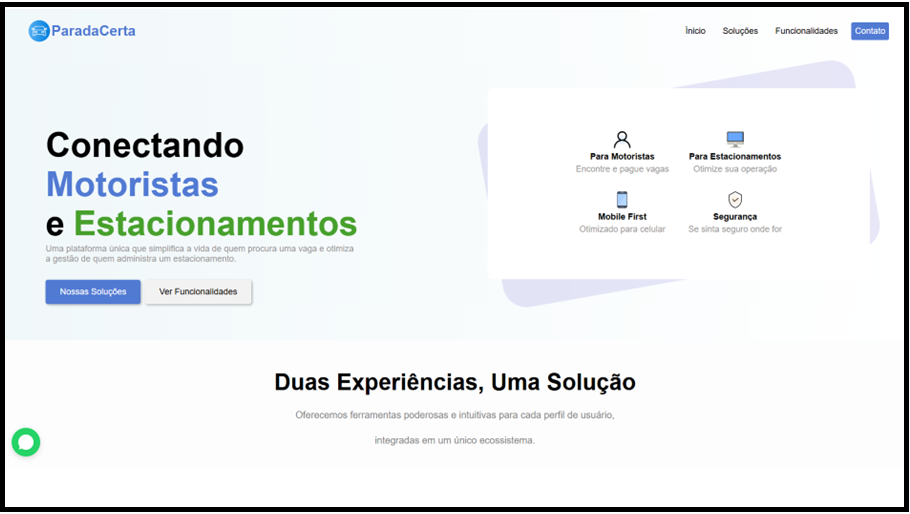 ParadaCerta
Ínicio
Soluções
Funcionalidades
Contato
Conectando
Motoristas
e Estacionamentos
Uma plataforma única que simplifica a vida de quem procura uma vaga e otimiza
a gestão de quem administra um estacionamento.
Nossas Soluções
Ver Funcionalidades
Para Motoristas
Encontre e pague vagas
Para Estacionamentos
Otimize sua operação
Mobile First
Otimizado para celular
Segurança
Se sinta seguro onde for
Duas Experiências, Uma Solução
Oferecemos ferramentas poderosas e intuitivas para cada perfil de usuário,
integradas em um único ecossistema.